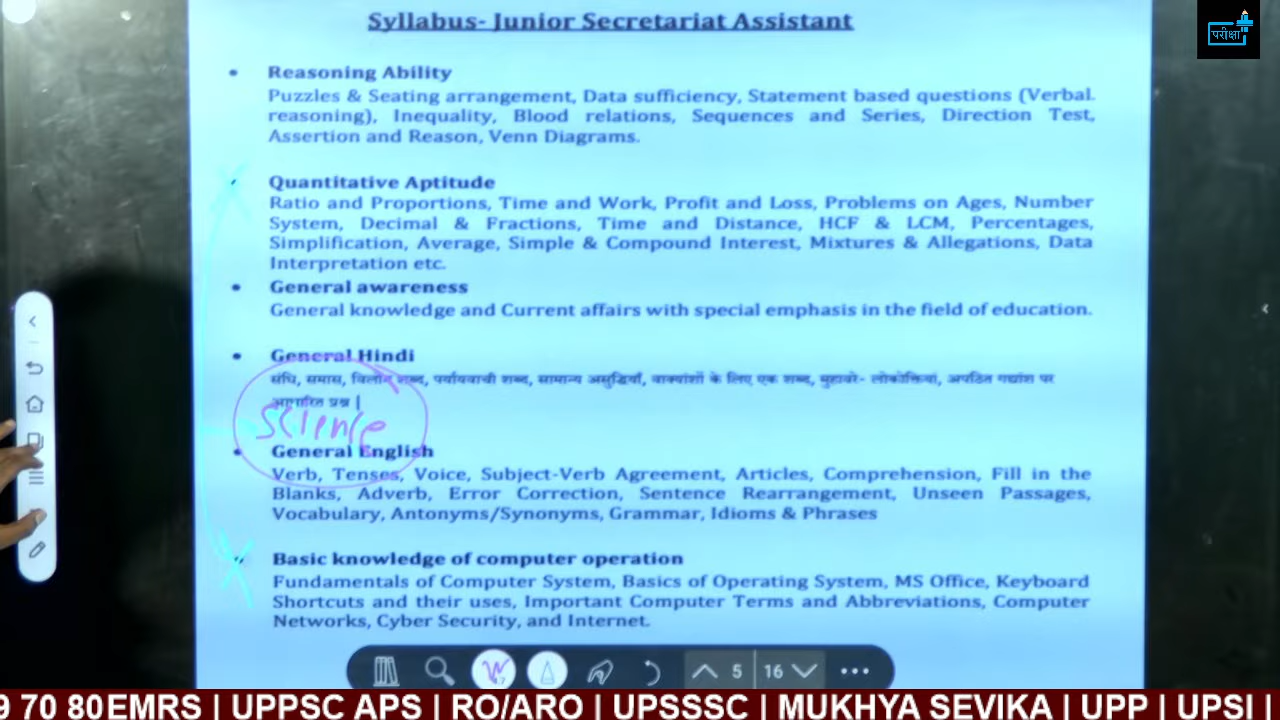 Syllabus- Junior Secretariat Assistant
परीक्षा
• Reasoning Ability
Puzzles & Seating arrangement, Data sufficiency, Statement based questions (Verbal
reasoning), Inequality, Blood relations, Sequences and Series, Direction Test,
Assertion and Reason, Venn Diagrams.
Quantitative Aptitude
Ratio and Proportions, Time and Work, Profit and Loss, Problems on Ages, Number
System, Decimal & Fractions, Time and Distance, HCF & LCM, Percentages,
Simplification, Average, Simple & Compound Interest, Mixtures & Allegations, Data
Interpretation etc.
• General awareness
General knowledge and Current affairs with special emphasis in the field of education.
• General Hindi
संधि, समास, विलोम शब्द, पर्यायवाची शब्द, सामान्य अशुद्धियाँ, वाक्यांशों के लिए एक शब्द, मुहावरे- लोकोक्तियां, अपठित गद्यांश पर
आधारित प्रश्न |
Science
• General English
Verb, Tenses, Voice, Subject-Verb Agreement, Articles, Comprehension, Fill in the
Blanks, Adverb, Error Correction, Sentence Rearrangement, Unseen Passages,
Vocabulary, Antonyms/Synonyms, Grammar, Idioms & Phrases
Basic knowledge of computer operation
Fundamentals of Computer System, Basics of Operating System, MS Office, Keyboard
Shortcuts and their uses, Important Computer Terms and Abbreviations, Computer
Networks, Cyber Security, and Internet.
5 16
9 70 80 EMRS | UPPSC APS | RO/ARO | UPSSSC | MUKHYA SEVIKA | UPP | UPSI |